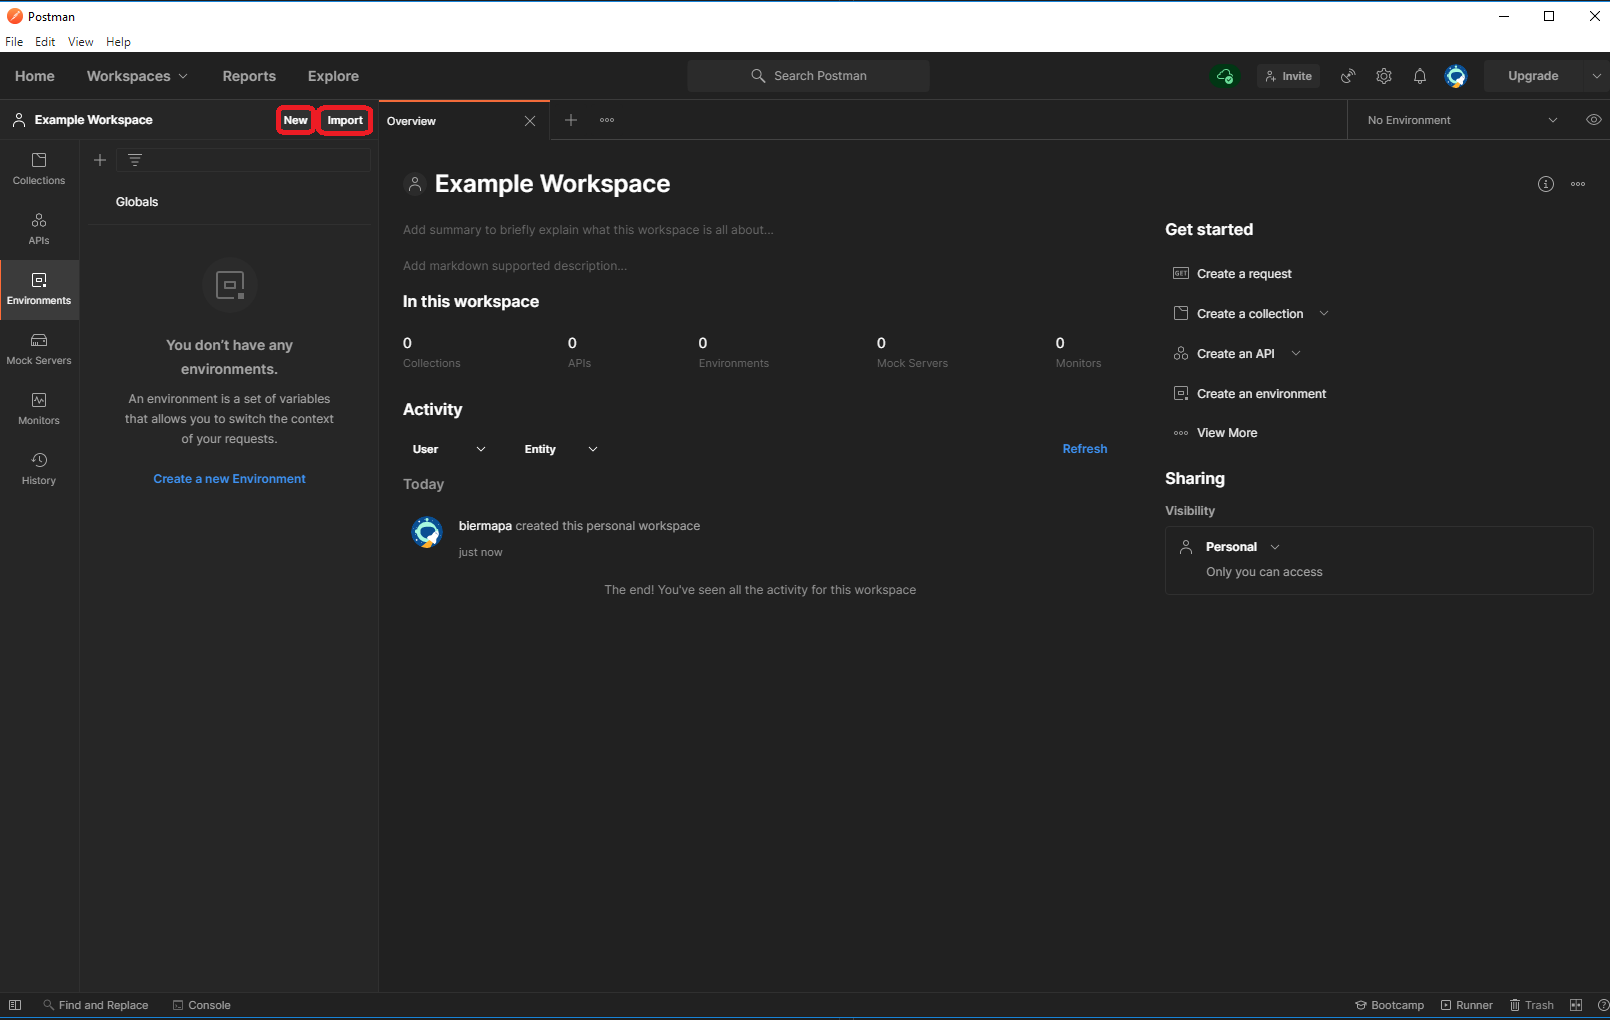 Postman
File Edit View Help
Home Workspaces Reports Explore Search Postman Invite Upgrade
Example Workspace New Import Overview No Environment
Collections
APIs
Environments
Mock Servers
Monitors
History
Globals
You don't have any
environments.
An environment is a set of variables
that allows you to switch the context
of your requests.
Create a new Environment
Example Workspace
Add summary to briefly explain what this workspace is all about...
Add markdown supported description...
In this workspace
0 0 0 0 0
Collections APIs Environments Mock Servers Monitors
Activity
User Entity Refresh
Today
biermapa created this personal workspace
just now
The end! You've seen all the activity for this workspace
Get started
GET Create a request
Create a collection
Create an API
Create an environment
View More
Sharing
Visibility
Personal
Only you can access
Find and Replace Console Bootcamp Runner Trash